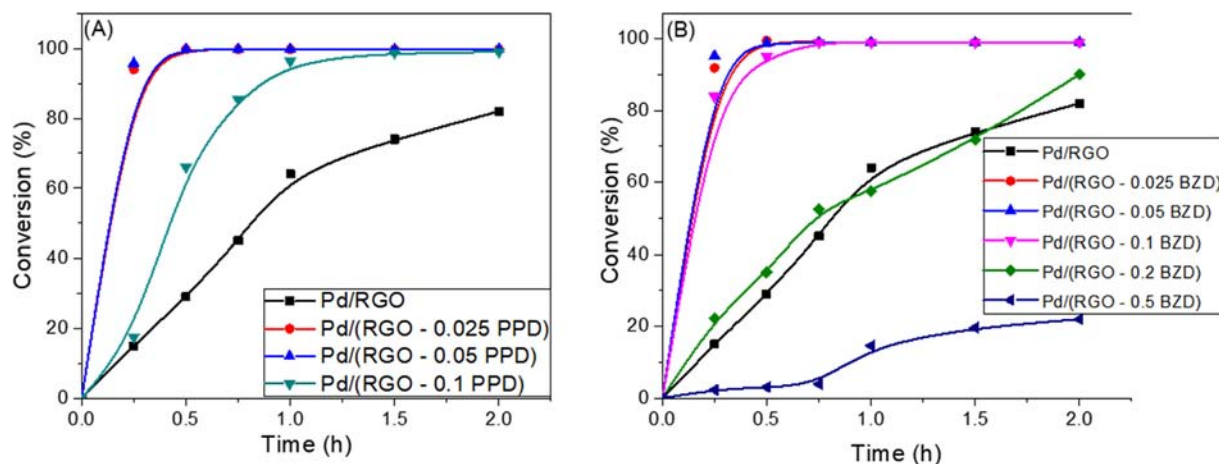 (A)
Conversion (%)
100
80
60
40
20
0
Pd/RGO
Pd/(RGO - 0.025 PPD)
Pd/(RGO - 0.05 PPD)
Pd/(RGO - 0.1 PPD)
0.0 0.5 1.0 1.5 2.0
Time (h)
(B)
Conversion (%)
100
80
60
40
20
0
Pd/RGO
Pd/(RGO - 0.025 BZD)
Pd/(RGO - 0.05 BZD)
Pd/(RGO - 0.1 BZD)
Pd/(RGO - 0.2 BZD)
Pd/(RGO - 0.5 BZD)
0.0 0.5 1.0 1.5 2.0
Time (h)